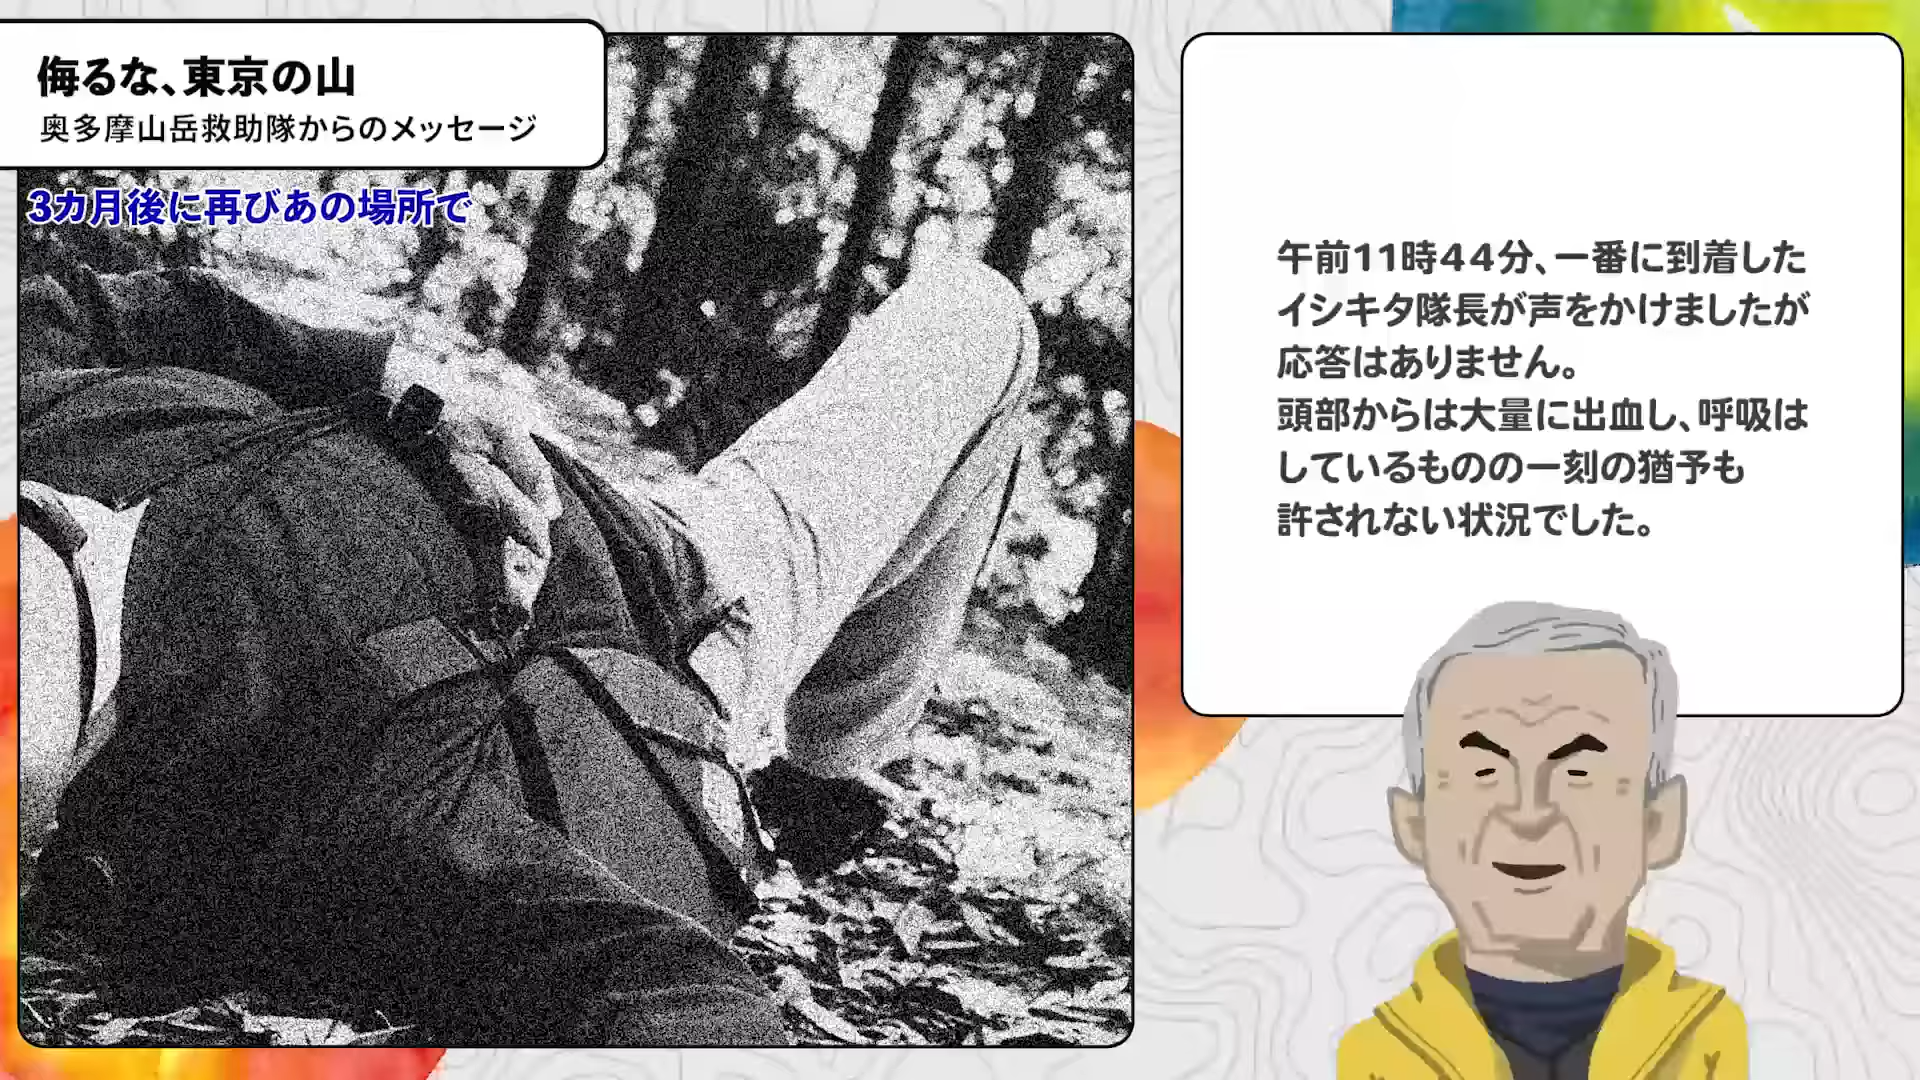 侮るな、東京の山
奥多摩山岳救助隊からのメッセージ
3カ月後に再びあの場所で
午前11時44分、一番に到着した
イシキタ隊長が声をかけましたが
応答はありません。
頭部からは大量に出血し、呼吸は
しているものの一刻の猶予も
許されない状況でした。